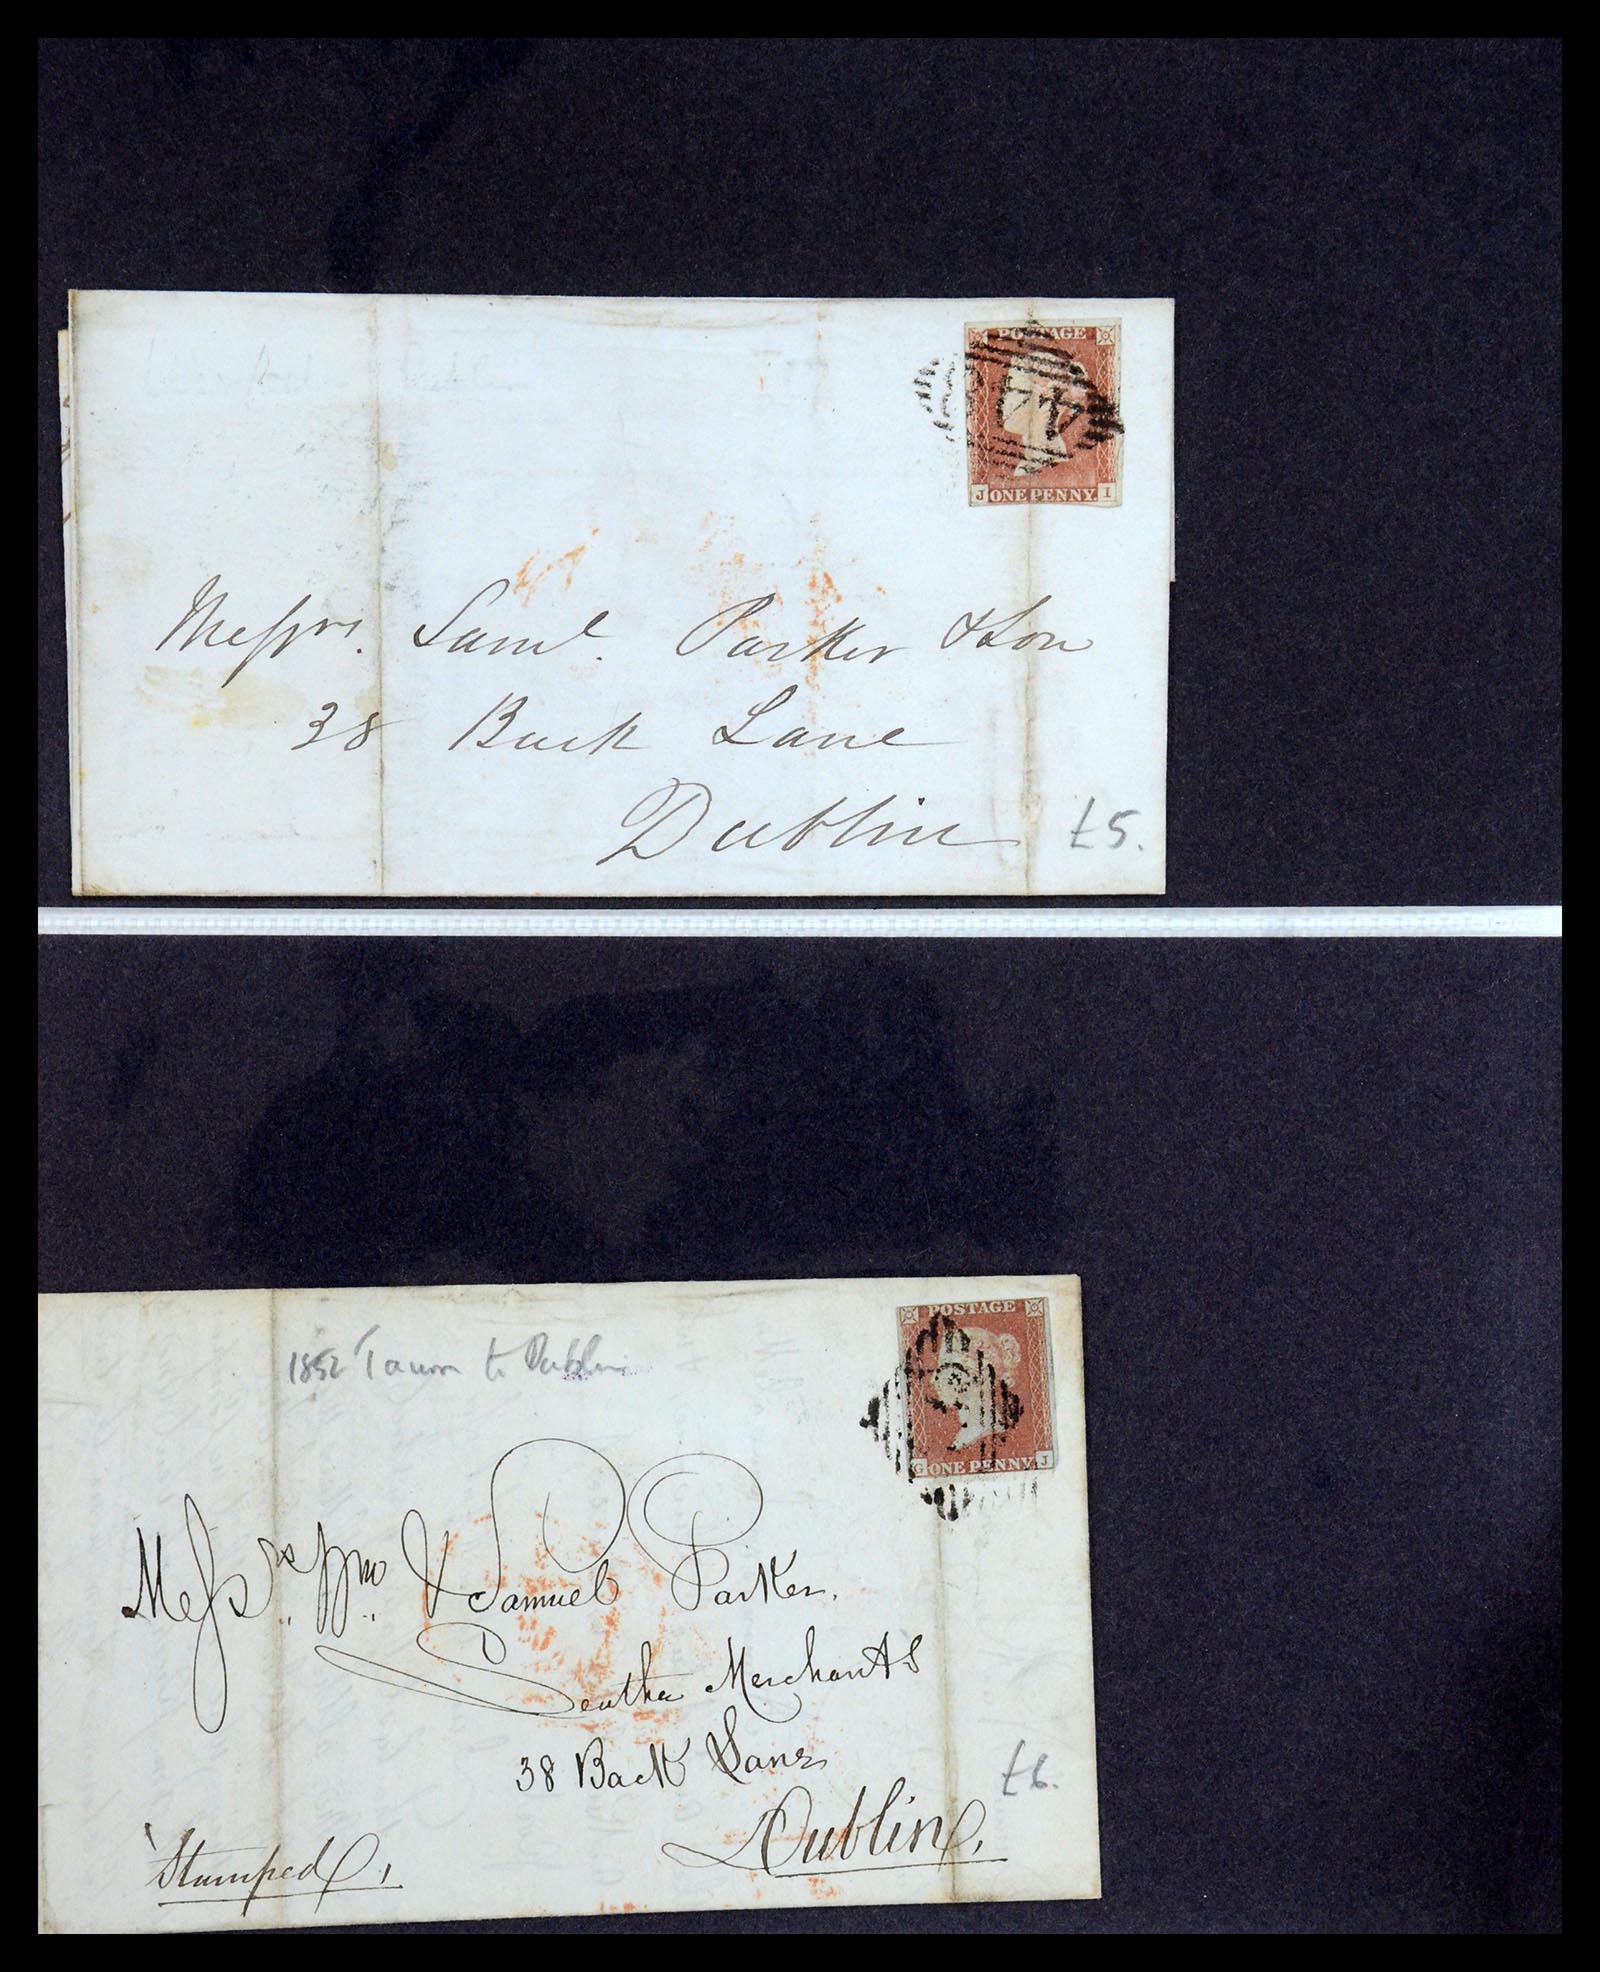 POSTAGE
J ONE PENNY. I
Messrs. Saml. Parker & Son
38 Back Lane
Dublin
£5.
POSTAGE
1852 Taum to Dublin
G ONE PENNY. J
Messrs. Wm. & Samuel Parker.
Leather Merchants
38 Back Lane
£6.
Dublin,
Stamped,